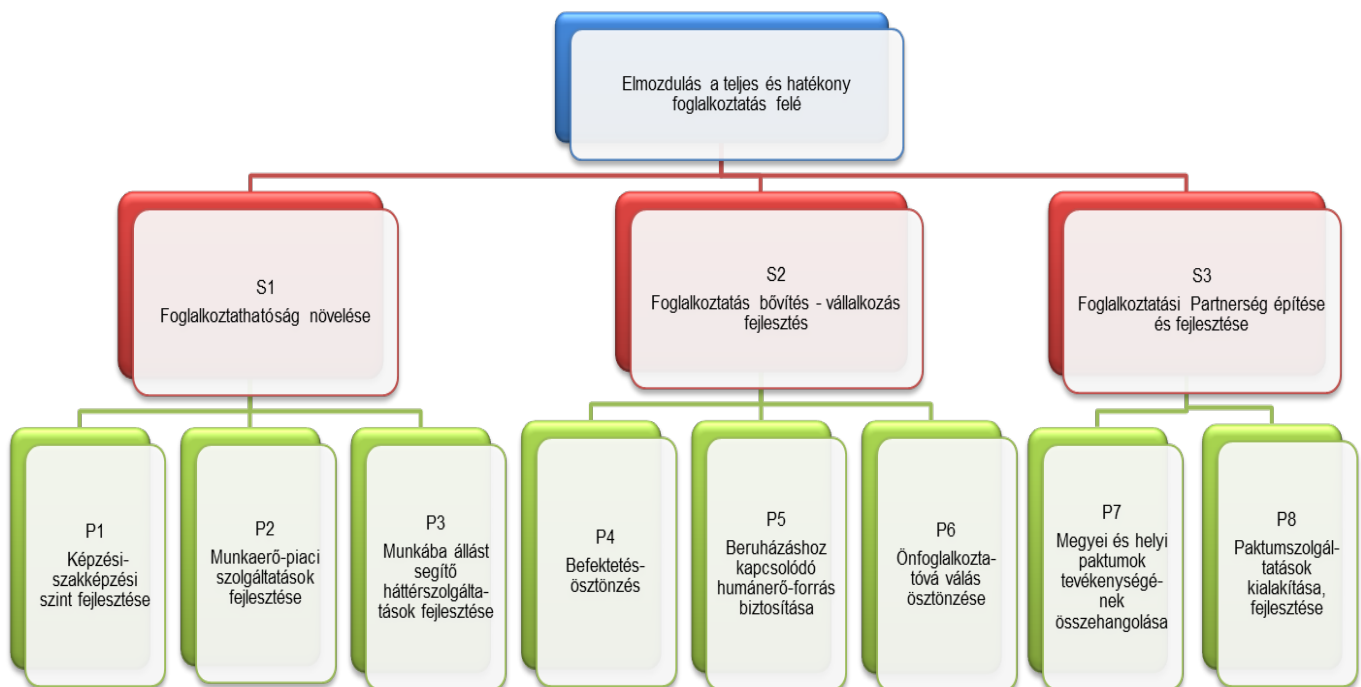 Elmozdulás a teljes és hatékony
foglalkoztatás felé
S1
Foglalkoztathatóság növelése
S2
Foglalkoztatás bővítés - vállalkozás
fejlesztés
S3
Foglalkoztatási Partnerség építése
és fejlesztése
P1
Képzési-
szakképzési
szint fejlesztése
P2
Munkaerő-piaci
szolgáltatások
fejlesztése
P3
Munkába állást
segítő
háttérszolgálta-
tások fejlesztése
P4
Befektetés-
ösztönzés
P5
Beruházáshoz
kapcsolódó
humánerő-forrás
biztosítása
P6
Önfoglalkozta-
tóvá válás
ösztönzése
P7
Megyei és helyi
paktumok
tevékenységé-
nek
összehangolása
P8
Paktumszolgál-
tatások
kialakítása,
fejlesztése